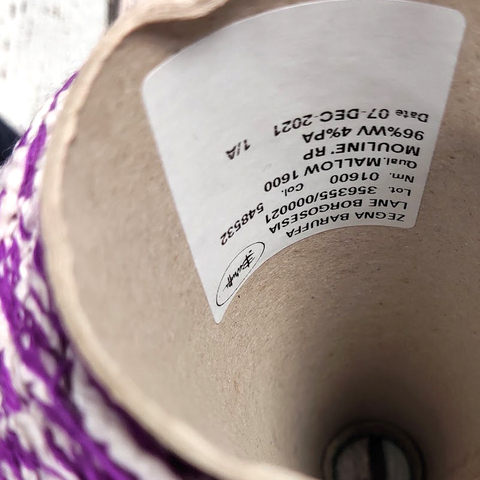 ZEGNA BARUFFA
LANE BORGOSESIA
Lot. 356355/000021 548532
Nm. 01600 Col.
Qual. MALLOW 1600
MOULINE' RP
96%WV 4%PA 1/A
Date 07-DEC-2021